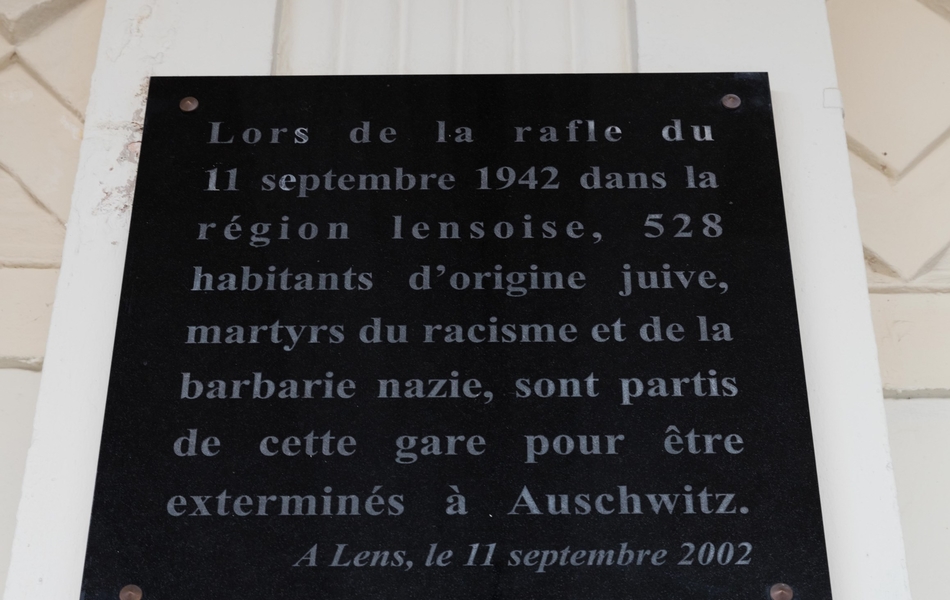 Lors de la rafle du
11 septembre 1942 dans la
région lensoise, 528
habitants d’origine juive,
martyrs du racisme et de la
barbarie nazie, sont partis
de cette gare pour être
exterminés à Auschwitz.
A Lens, le 11 septembre 2002